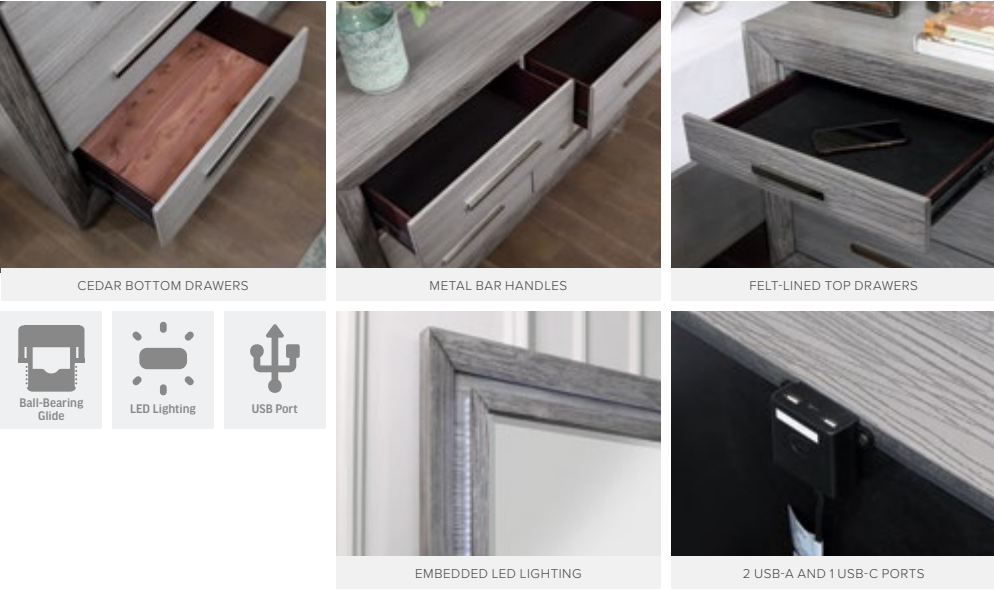 CEDAR BOTTOM DRAWERS
METAL BAR HANDLES
FELT-LINED TOP DRAWERS
Ball-Bearing
Glide
LED Lighting
USB Port
EMBEDDED LED LIGHTING
2 USB-A AND 1 USB-C PORTS